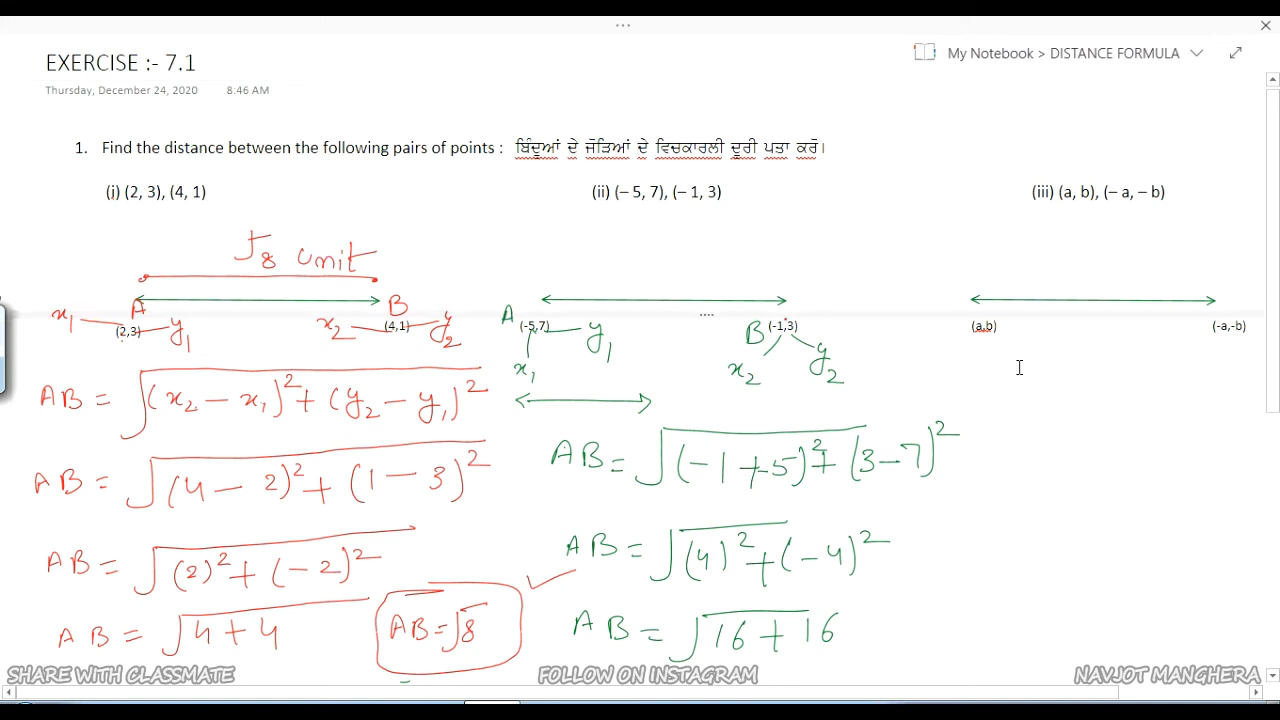 EXERCISE :- 7.1
My Notebook > DISTANCE FORMULA
Thursday, December 24, 2020 8:46 AM
1. Find the distance between the following pairs of points : ਬਿੰਦੂਆਂ ਦੇ ਜੋੜਿਆਂ ਦੇ ਵਿਚਕਾਰਲੀ ਦੂਰੀ ਪਤਾ ਕਰੋ।
(i) (2, 3), (4, 1) (ii) (– 5, 7), (– 1, 3) (iii) (a, b), (– a, – b)
√8 unit
A B
x₁ (2,3) y₁ x₂ (4,1) y₂
A (-5,7) y₁ B (-1,3)
x₁ x₂ y₂
(a,b) (-a,-b)
AB = √(x₂ – x₁)² + (y₂ – y₁)²
AB = √(4 – 2)² + (1 – 3)²
AB = √(2)² + (–2)²
AB = √4 + 4
AB = √8
AB = √(–1 + –5)² + (3 – 7)²
AB = √(4)² + (–4)²
AB = √16 + 16
SHARE WITH CLASSMATE FOLLOW ON INSTAGRAM NAVJOT MANGHERA